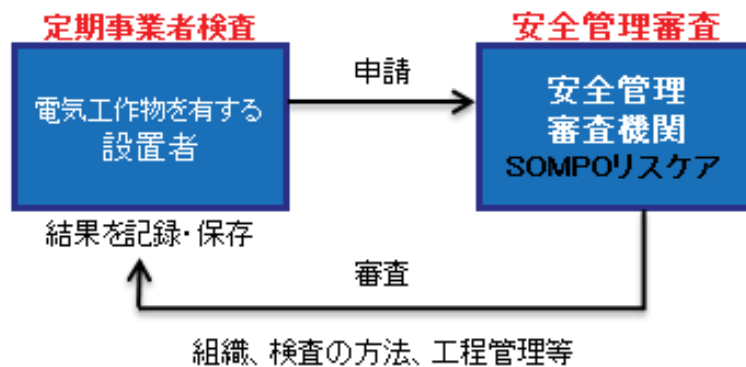 定期事業者検査
安全管理審査
電気工作物を有する
設置者
申請
安全管理
審査機関
SOMPOリスケア
結果を記録・保存
審査
組織、検査の方法、工程管理等